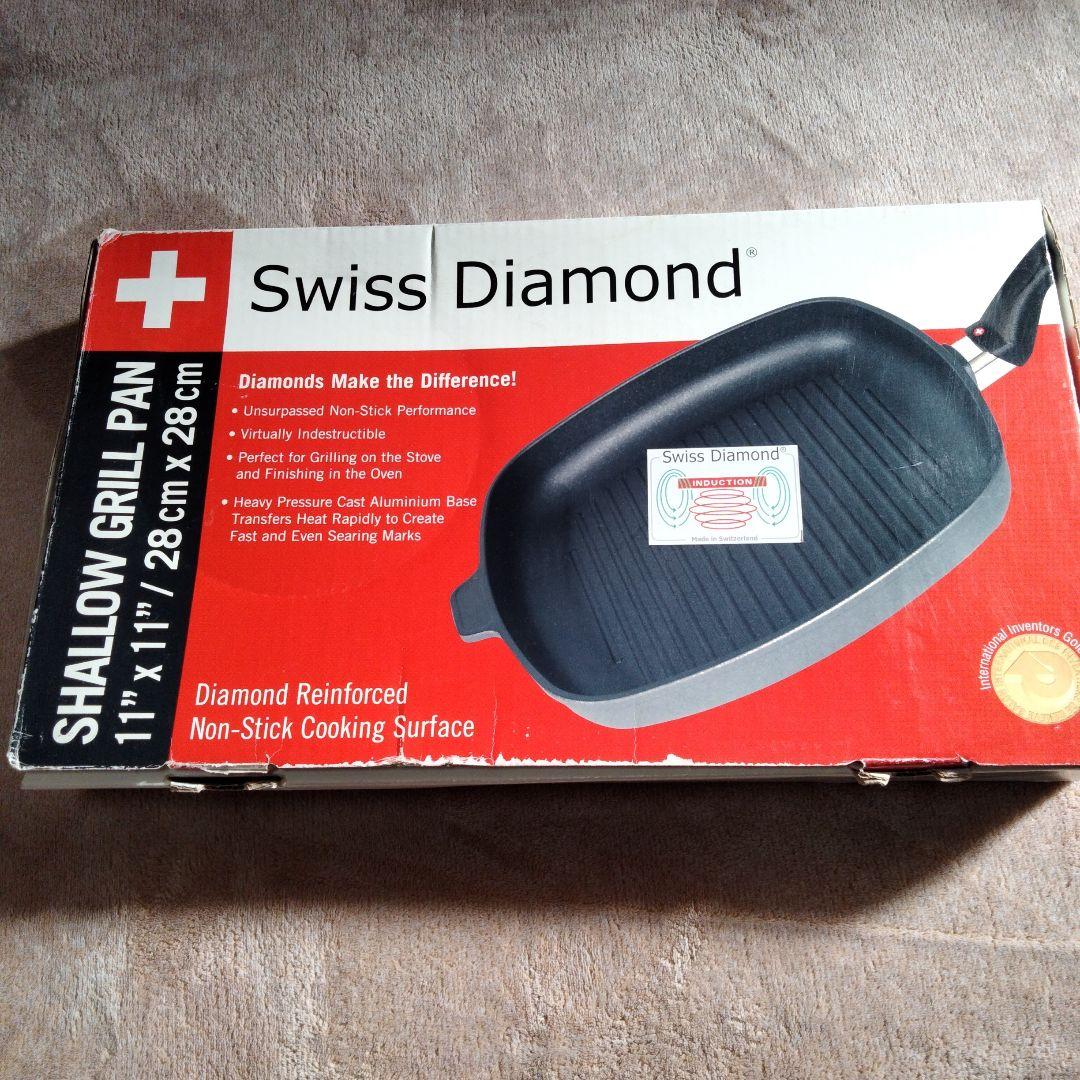 Swiss Diamond®
SHALLOW GRILL PAN
11” x 11” / 28 cm x 28 cm
Diamonds Make the Difference!
• Unsurpassed Non-Stick Performance
• Virtually Indestructible
• Perfect for Grilling on the Stove
and Finishing in the Oven
• Heavy Pressure Cast Aluminium Base
Transfers Heat Rapidly to Create
Fast and Even Searing Marks
Swiss Diamond®
INDUCTION
Made in Switzerland
Diamond Reinforced
Non-Stick Cooking Surface
International Inventors